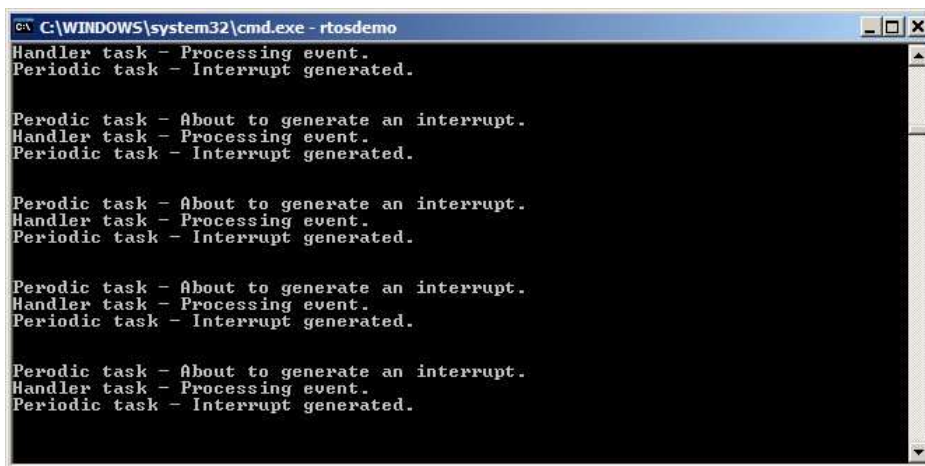 C:\WINDOWS\system32\cmd.exe - rtosdemo
Handler task - Processing event.
Periodic task - Interrupt generated.
Perodic task - About to generate an interrupt.
Handler task - Processing event.
Periodic task - Interrupt generated.
Perodic task - About to generate an interrupt.
Handler task - Processing event.
Periodic task - Interrupt generated.
Perodic task - About to generate an interrupt.
Handler task - Processing event.
Periodic task - Interrupt generated.
Perodic task - About to generate an interrupt.
Handler task - Processing event.
Periodic task - Interrupt generated.